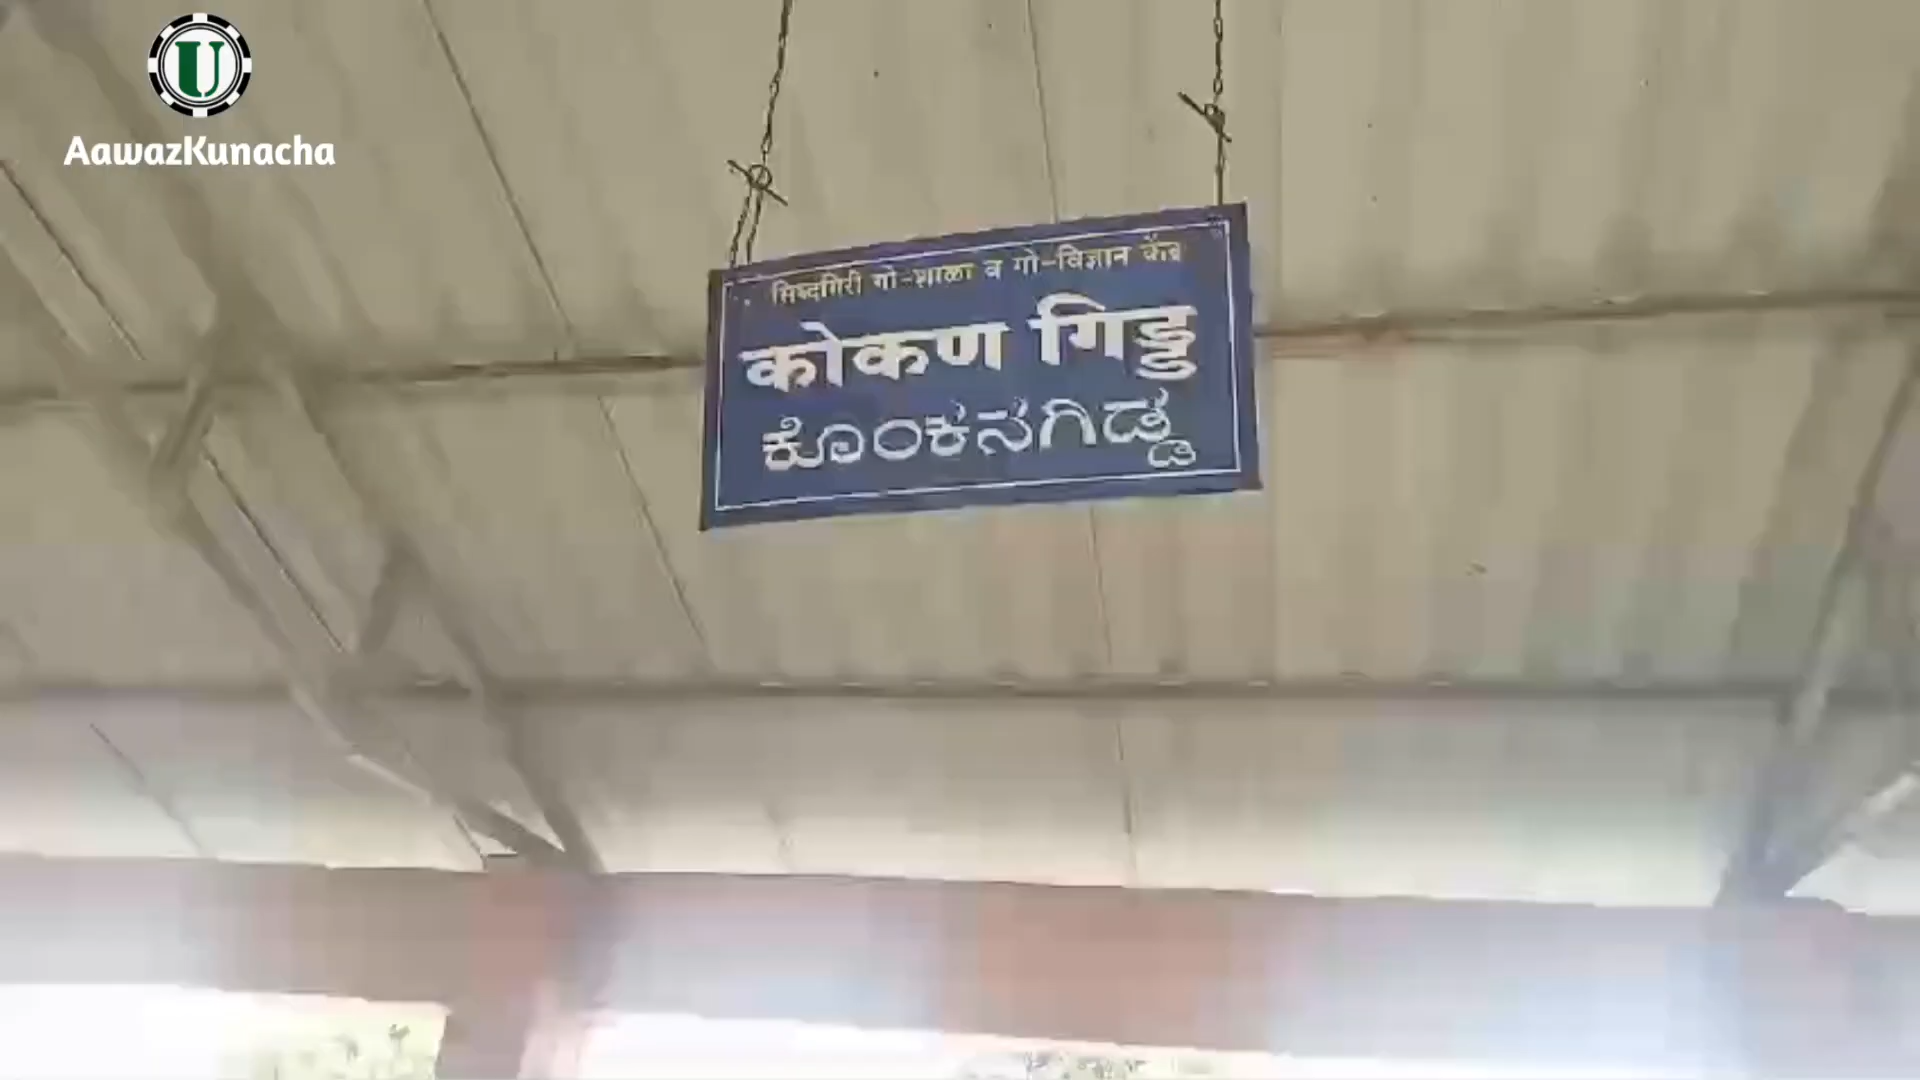 U
AawazKunacha
सिध्दगिरी गो-शाळा व गो-विज्ञान केंद्र
कोकण गिड्डु
ಕೊಂಕನಗಿಡ್ಡ